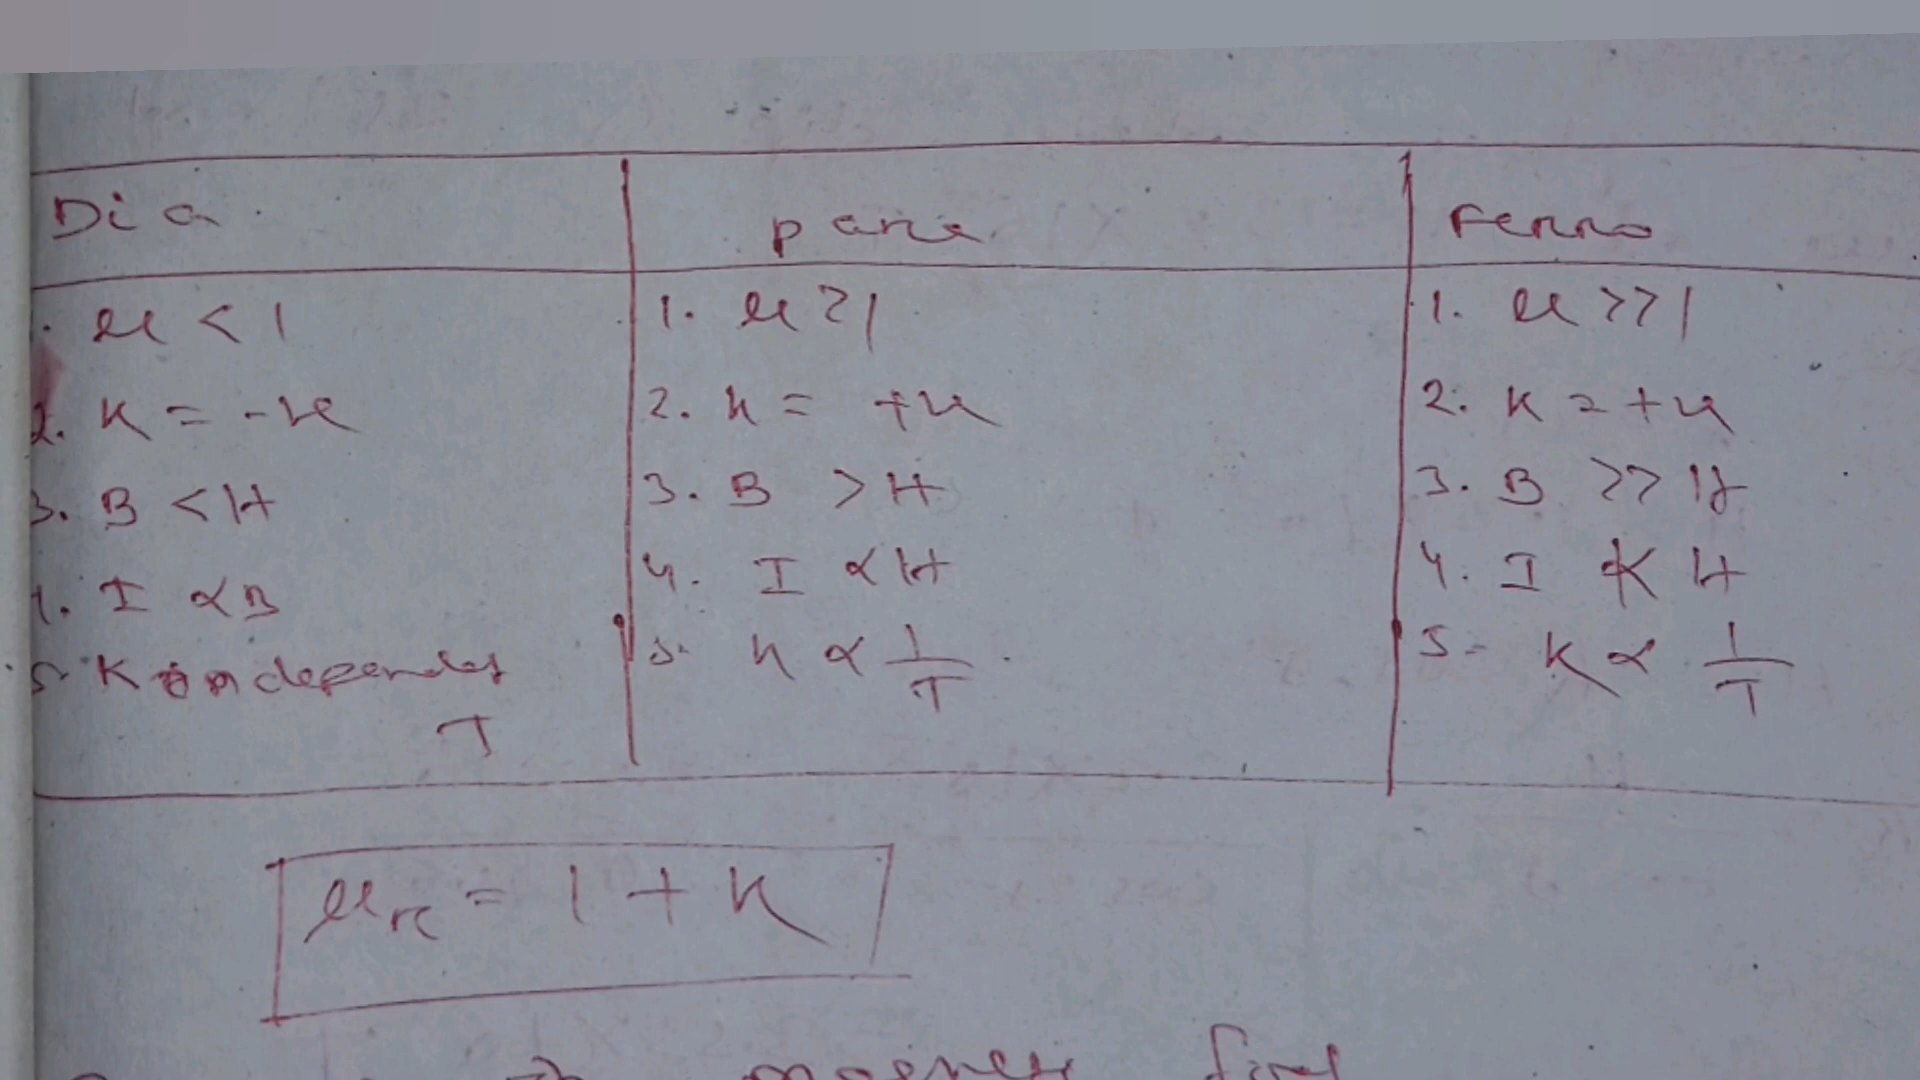 Dia para Ferro
μ < 1 1. μ > 1 1. μ >> 1
2. K = -ve 2. K = +ve 2. K = +ve
3. B < H 3. B > H 3. B >> H
4. I ∝ B 4. I ∝ H 4. I ∝̸ H
5. K independes 5. K ∝ 1/T 5. K ∝ 1/T
T
μr = 1 + K